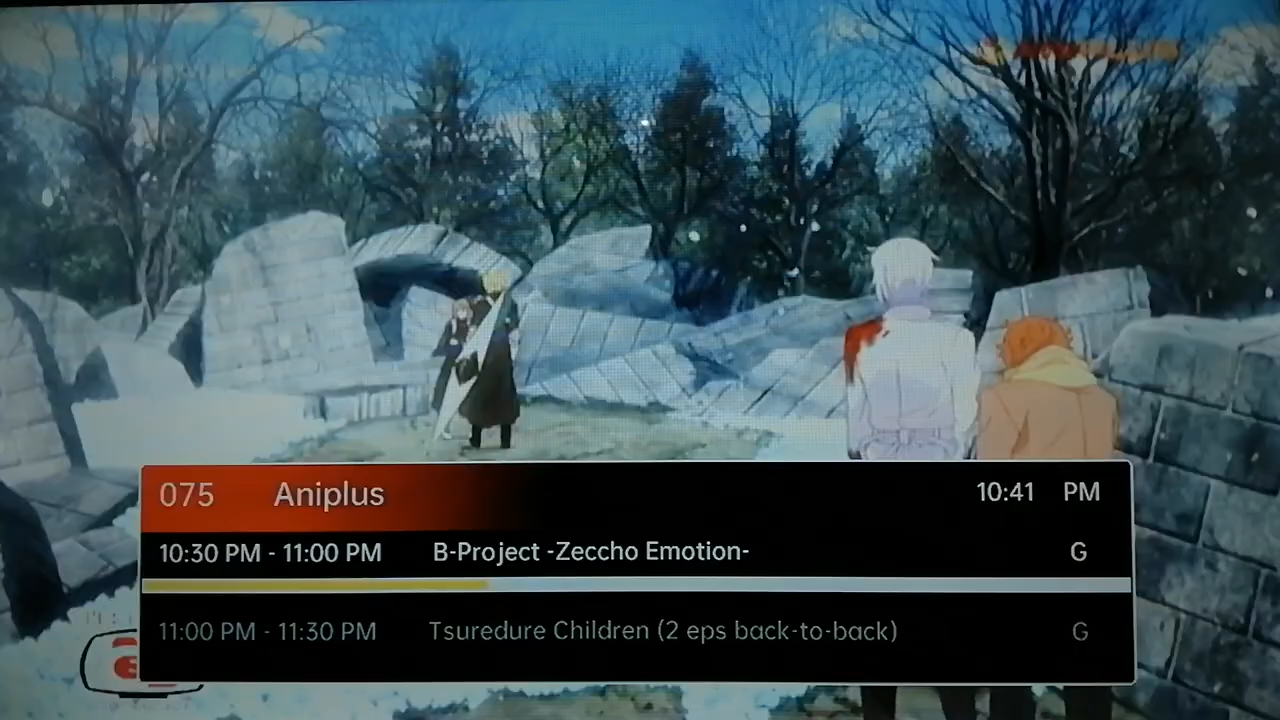 075 Aniplus 10:41 PM
10:30 PM - 11:00 PM B-Project -Zeccho Emotion- G
11:00 PM - 11:30 PM Tsuredure Children (2 eps back-to-back) G